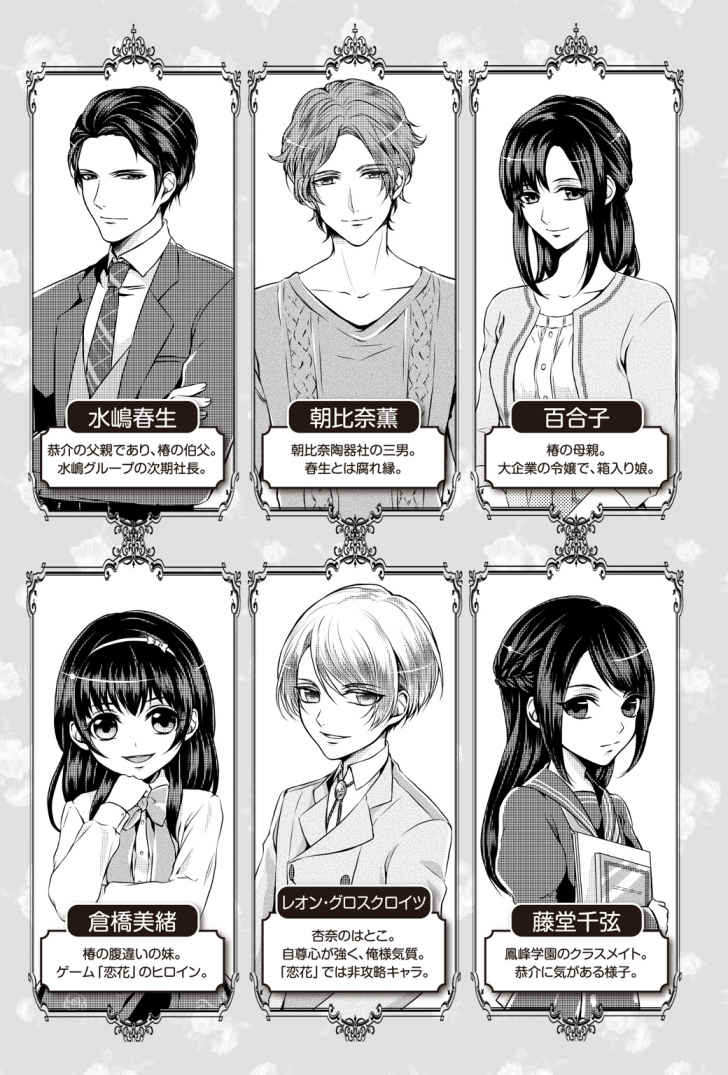 水嶋春生
恭介の父親であり、椿の伯父。
水嶋グループの次期社長。
朝比奈薫
朝比奈陶器社の三男。
春生とは腐れ縁。
百合子
椿の母親。
大企業の令嬢で、箱入り娘。
倉橋美緒
椿の腹違いの妹。
ゲーム「恋花」のヒロイン。
レオン・グロスクロイツ
杏奈のはとこ。
自尊心が強く、俺様気質。
「恋花」では非攻略キャラ。
藤堂千弦
鳳峰学園のクラスメイト。
恭介に気がある様子。